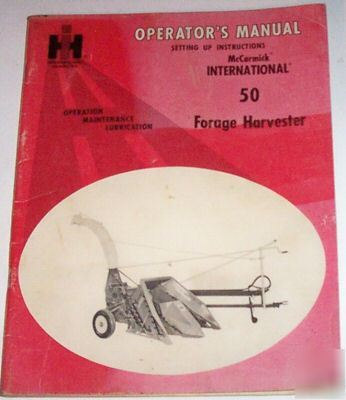 OPERATOR'S MANUAL
SETTING UP INSTRUCTIONS
McCormick
INTERNATIONAL
50
Forage Harvester
OPERATION
MAINTENANCE
LUBRICATION